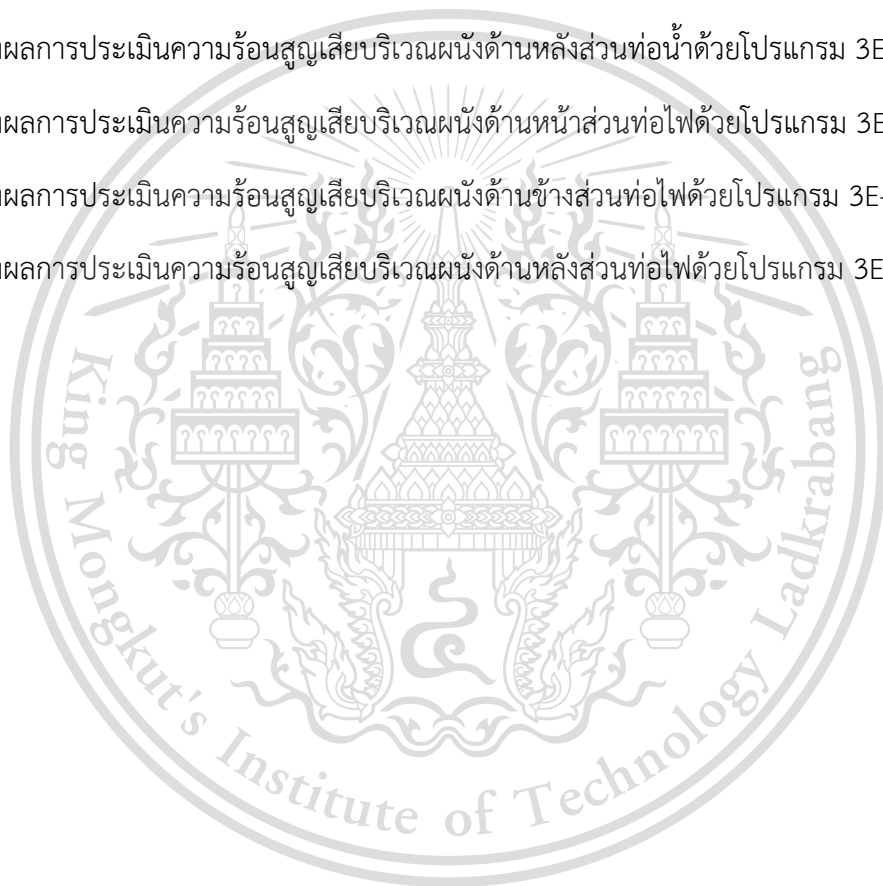 ผลการประเมินความร้อนสูญเสียบริเวณผนังด้านหลังส่วนท่อน้ำด้วยโปรแกรม 3E
ผลการประเมินความร้อนสูญเสียบริเวณผนังด้านหน้าส่วนท่อไฟด้วยโปรแกรม 3E
ผลการประเมินความร้อนสูญเสียบริเวณผนังด้านข้างส่วนท่อไฟด้วยโปรแกรม 3E-
ผลการประเมินความร้อนสูญเสียบริเวณผนังด้านหลังส่วนท่อไฟด้วยโปรแกรม 3E
King Mongkut's Institute of Technology Ladkrabang